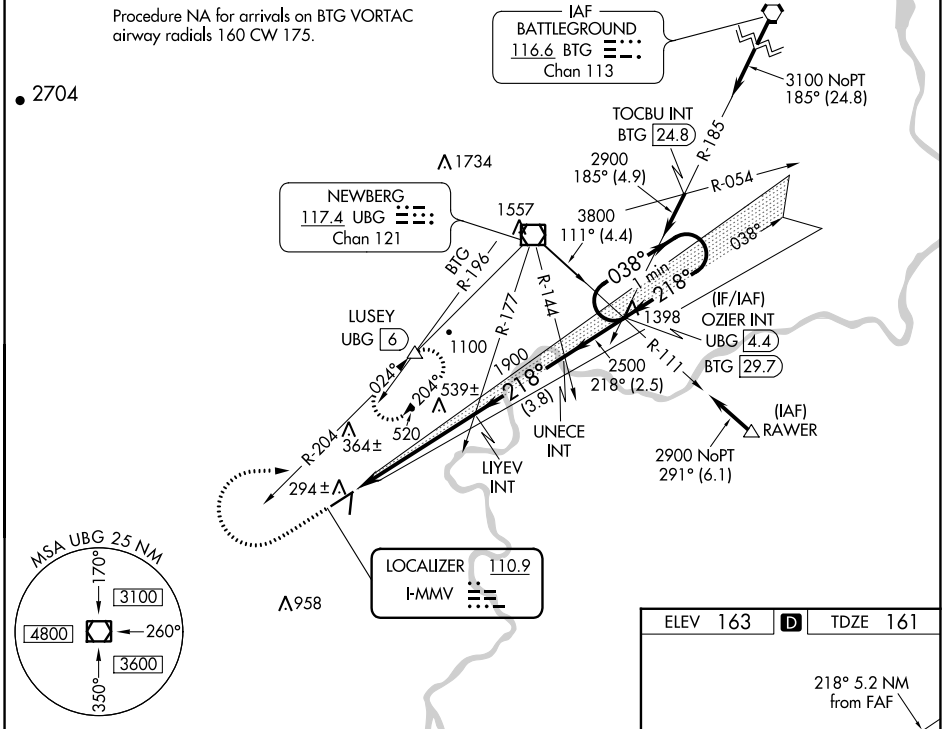 Procedure NA for arrivals on BTG VORTAC
airway radials 160 CW 175.
2704
IAF
BATTLEGROUND
116.6 BTG
Chan 113
3100 NoPT
185° (24.8)
TOCBU INT
BTG 24.8
R-185
1734
2900
185° (4.9)
R-054
NEWBERG
117.4 UBG
Chan 121
1557
3800
111° (4.4)
038°
BTG
R-196
038°
1 min
218°
R-177
R-144
(IF/IAF)
OZIER INT
UBG 4.4
BTG 29.7
1398
LUSEY
UBG 6
1100
1900
R-111
2500
218° (2.5)
024°
204°
539±
218°
(3.8)
(IAF)
RAWER
520
UNECE
INT
R-204
364±
2900 NoPT
291° (6.1)
LIYEV
INT
294±
MSA UBG 25 NM
170°
3100
4800
260°
3600
350°
LOCALIZER 110.9
I-MMV
958
ELEV 163 D TDZE 161
218° 5.2 NM
from FAF